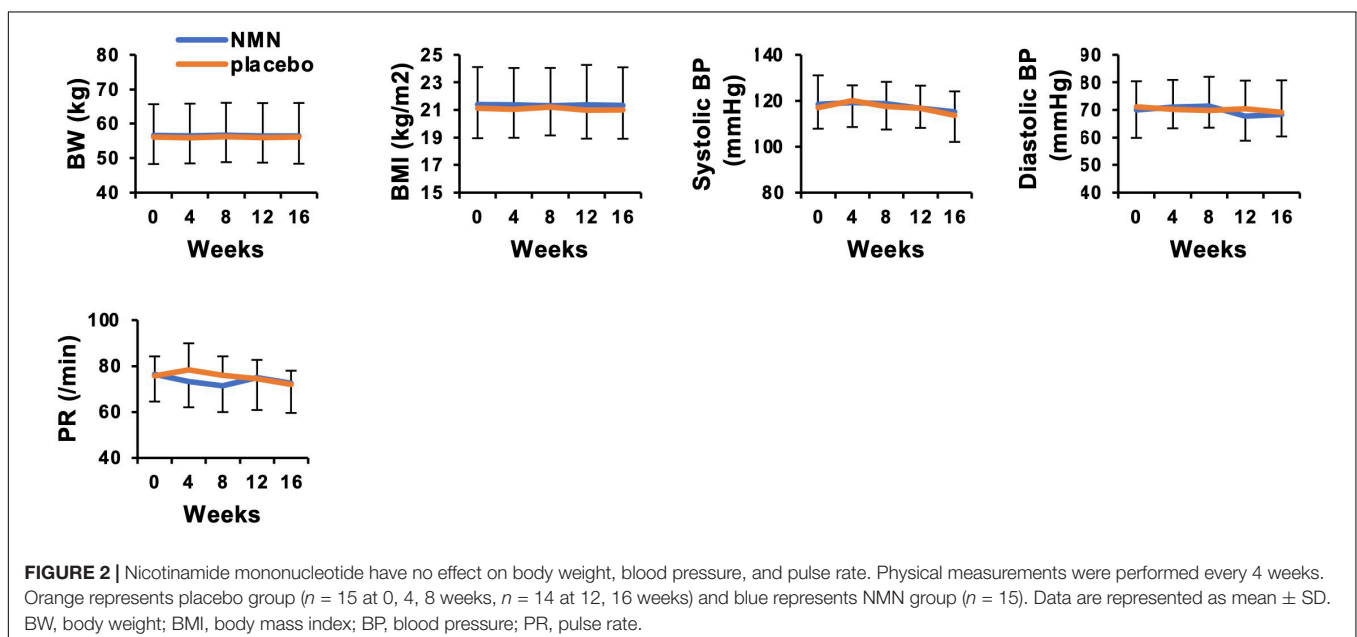 NMN
placebo
BW (kg)
80
70
60
50
40
0 4 8 12 16
Weeks
BMI (kg/m2)
25
23
21
19
17
15
0 4 8 12 16
Weeks
Systolic BP
(mmHg)
140
120
100
80
0 4 8 12 16
Weeks
Diastolic BP
(mmHg)
90
80
70
60
50
40
0 4 8 12 16
Weeks
PR (/min)
100
80
60
40
0 4 8 12 16
Weeks
FIGURE 2 | Nicotinamide mononucleotide have no effect on body weight, blood pressure, and pulse rate. Physical measurements were performed every 4 weeks.
Orange represents placebo group (n = 15 at 0, 4, 8 weeks, n = 14 at 12, 16 weeks) and blue represents NMN group (n = 15). Data are represented as mean ± SD.
BW, body weight; BMI, body mass index; BP, blood pressure; PR, pulse rate.